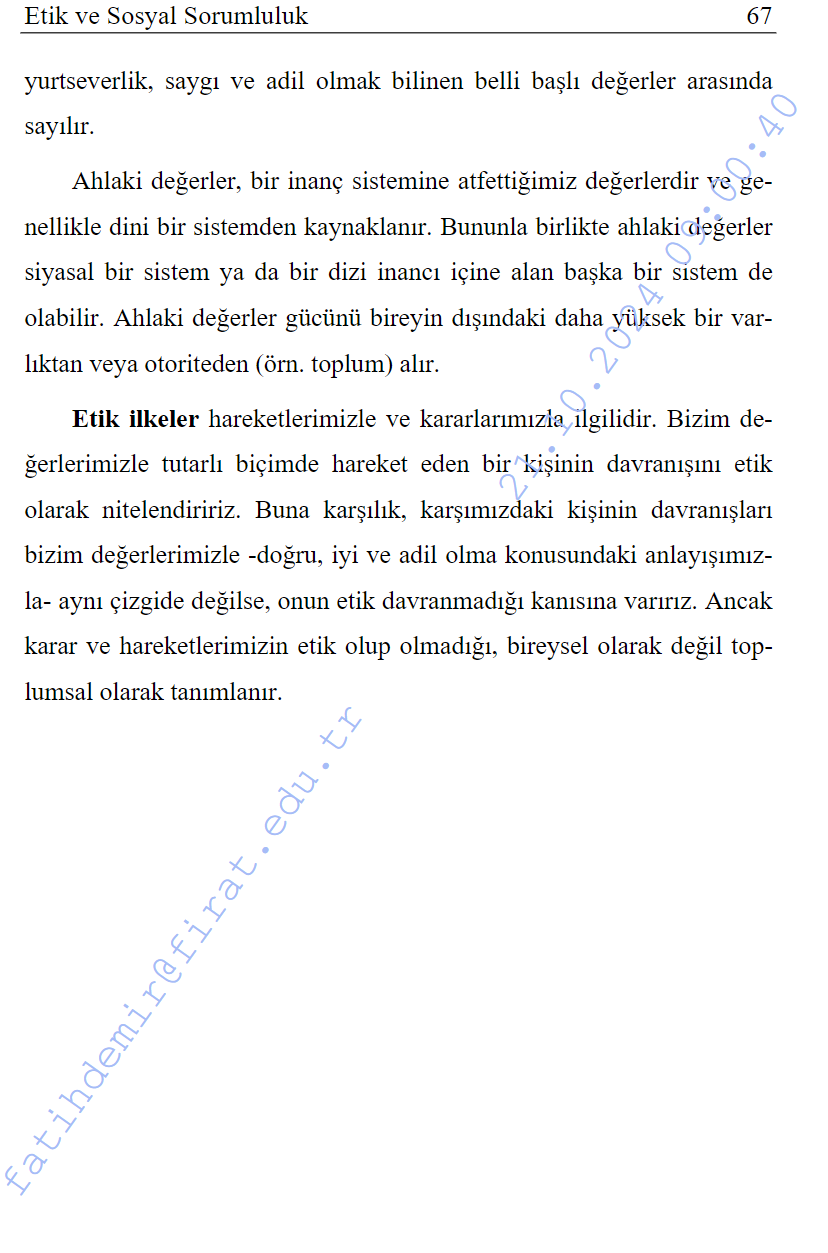 Etik ve Sosyal Sorumluluk 67
yurtseverlik, saygı ve adil olmak bilinen belli başlı değerler arasında
sayılır.
Ahlaki değerler, bir inanç sistemine atfettiğimiz değerlerdir ve ge-
nellikle dini bir sistemden kaynaklanır. Bununla birlikte ahlaki değerler
siyasal bir sistem ya da bir dizi inancı içine alan başka bir sistem de
olabilir. Ahlaki değerler gücünü bireyin dışındaki daha yüksek bir var-
lıktan veya otoriteden (örn. toplum) alır.
Etik ilkeler hareketlerimizle ve kararlarımızla ilgilidir. Bizim de-
ğerlerimizle tutarlı biçimde hareket eden bir kişinin davranışını etik
olarak nitelendiririz. Buna karşılık, karşımızdaki kişinin davranışları
bizim değerlerimizle -doğru, iyi ve adil olma konusundaki anlayışımız-
la- aynı çizgide değilse, onun etik davranmadığı kanısına varırız. Ancak
karar ve hareketlerimizin etik olup olmadığı, bireysel olarak değil top-
lumsal olarak tanımlanır.
fatihdemir@firat.edu.tr 21.10.2024 09:00:40